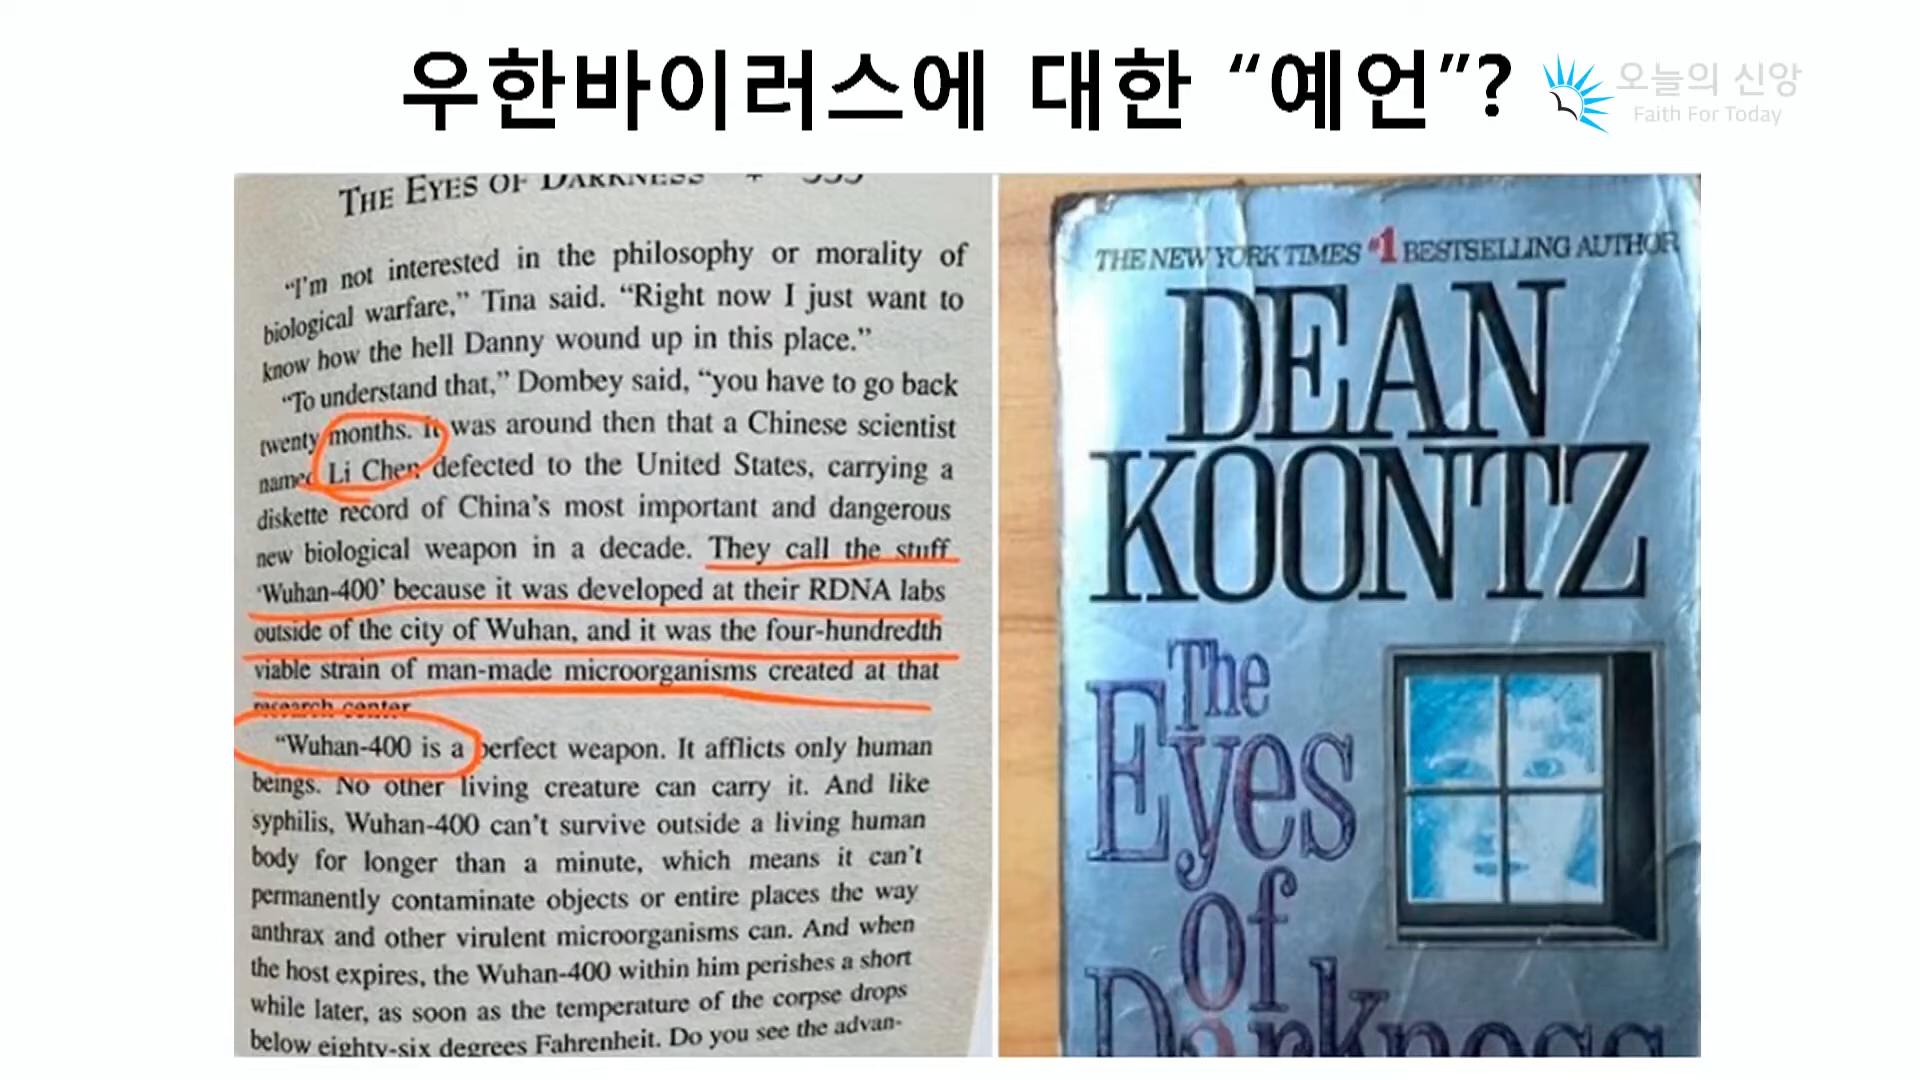 우한바이러스에 대한 “예언”?
오늘의 신앙
Faith For Today
THE EYES OF DARKNESS
“I’m not interested in the philosophy or morality of
biological warfare,” Tina said. “Right now I just want to
know how the hell Danny wound up in this place.”
“To understand that,” Dombey said, “you have to go back
twenty months. It was around then that a Chinese scientist
named Li Chen defected to the United States, carrying a
diskette record of China’s most important and dangerous
new biological weapon in a decade. They call the stuff
‘Wuhan-400’ because it was developed at their RDNA labs
outside of the city of Wuhan, and it was the four-hundredth
viable strain of man-made microorganisms created at that
research center
“Wuhan-400 is a perfect weapon. It afflicts only human
beings. No other living creature can carry it. And like
syphilis, Wuhan-400 can’t survive outside a living human
body for longer than a minute, which means it can’t
permanently contaminate objects or entire places the way
anthrax and other virulent microorganisms can. And when
the host expires, the Wuhan-400 within him perishes a short
while later, as soon as the temperature of the corpse drops
below eighty-six degrees Fahrenheit. Do you see the advan-
THE NEW YORK TIMES #1 BESTSELLING AUTHOR
DEAN
KOONTZ
The
Eyes
of
Darkness